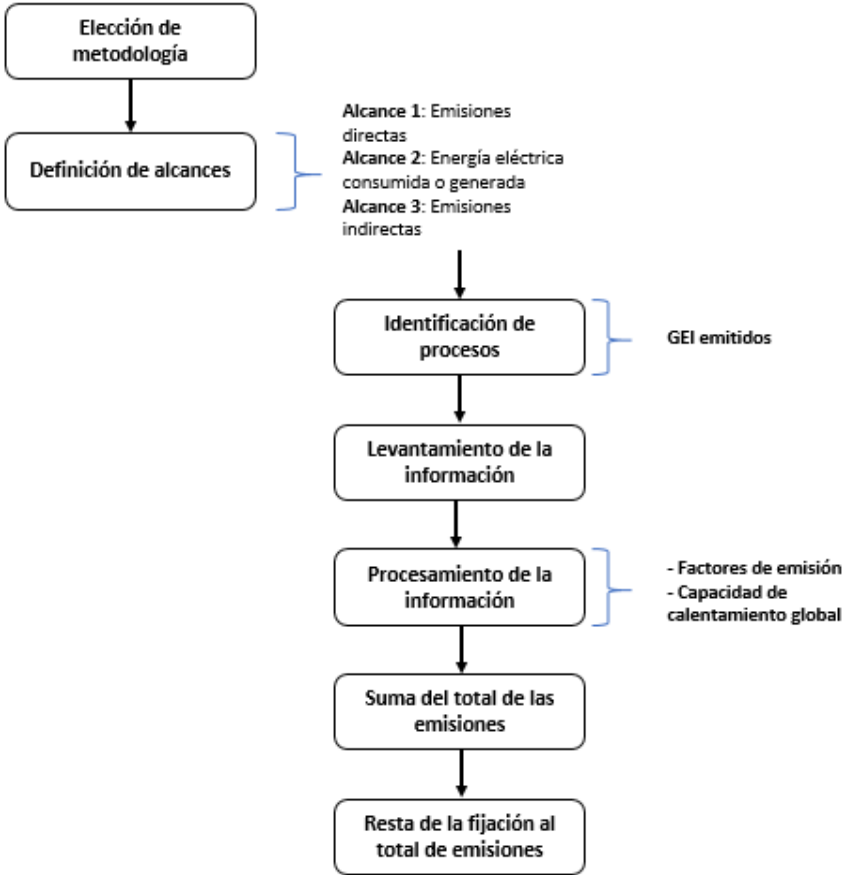 Elección de
metodología
Definición de alcances
Alcance 1: Emisiones
directas
Alcance 2: Energía eléctrica
consumida o generada
Alcance 3: Emisiones
indirectas
Identificación de
procesos
GEI emitidos
Levantamiento de la
información
Procesamiento de la
información
- Factores de emisión
- Capacidad de
calentamiento global
Suma del total de las
emisiones
Resta de la fijación al
total de emisiones